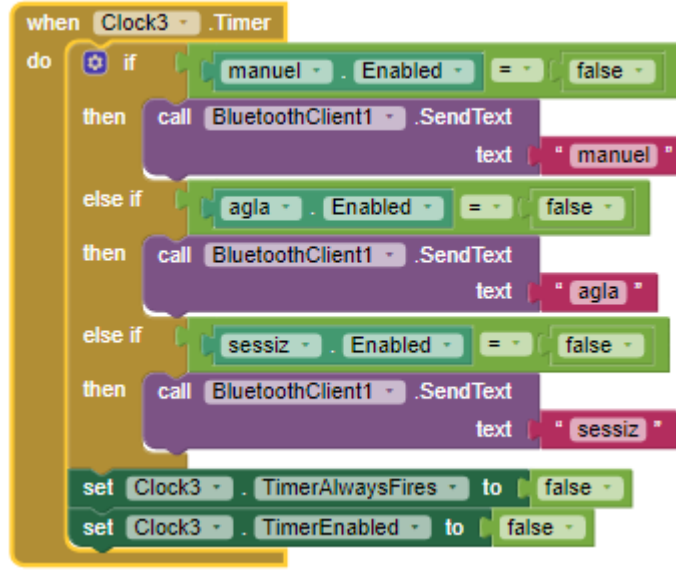 when Clock3 .Timer
do if manuel . Enabled = false
then call BluetoothClient1 .SendText
text " manuel "
else if agla . Enabled = false
then call BluetoothClient1 .SendText
text " agla "
else if sessiz . Enabled = false
then call BluetoothClient1 .SendText
text " sessiz "
set Clock3 . TimerAlwaysFires to false
set Clock3 . TimerEnabled to false